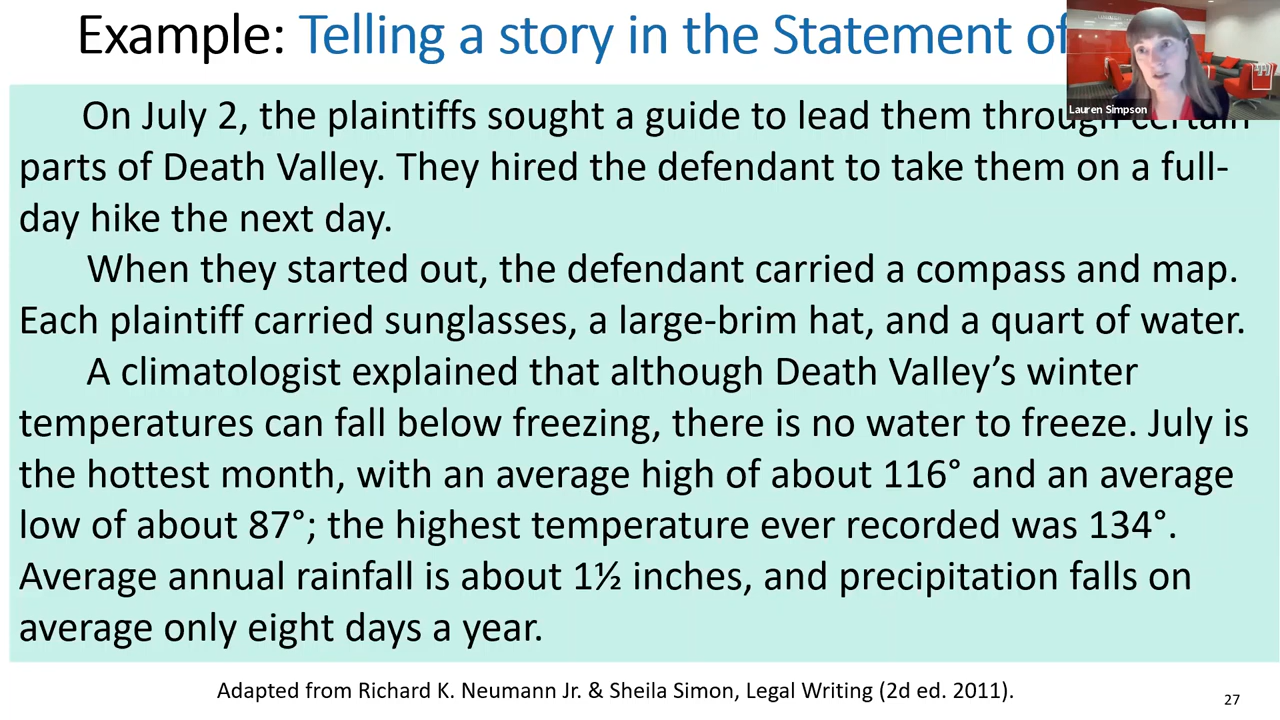 Example: Telling a story in the Statement of
Lauren Simpson
On July 2, the plaintiffs sought a guide to lead them through certain
parts of Death Valley. They hired the defendant to take them on a full-
day hike the next day.
When they started out, the defendant carried a compass and map.
Each plaintiff carried sunglasses, a large-brim hat, and a quart of water.
A climatologist explained that although Death Valley’s winter
temperatures can fall below freezing, there is no water to freeze. July is
the hottest month, with an average high of about 116° and an average
low of about 87°; the highest temperature ever recorded was 134°.
Average annual rainfall is about 1½ inches, and precipitation falls on
average only eight days a year.
Adapted from Richard K. Neumann Jr. & Sheila Simon, Legal Writing (2d ed. 2011).
27